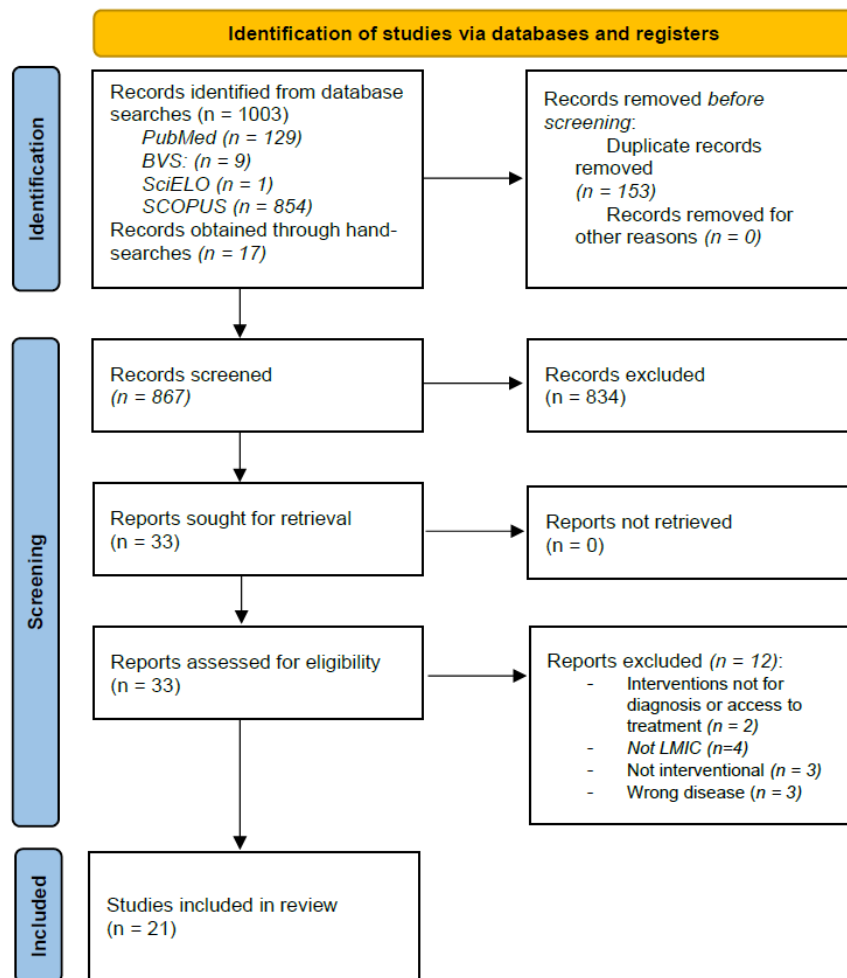 Identification of studies via databases and registers
Identification
Records identified from database
searches (n = 1003)
PubMed (n = 129)
BVS: (n = 9)
SciELO (n = 1)
SCOPUS (n = 854)
Records obtained through hand-
searches (n = 17)
Records removed before
screening:
Duplicate records
removed
(n = 153)
Records removed for
other reasons (n = 0)
Screening
Records screened
(n = 867)
Records excluded
(n = 834)
Reports sought for retrieval
(n = 33)
Reports not retrieved
(n = 0)
Reports assessed for eligibility
(n = 33)
Reports excluded (n = 12):
- Interventions not for
diagnosis or access to
treatment (n = 2)
- Not LMIC (n=4)
- Not interventional (n = 3)
- Wrong disease (n = 3)
Included
Studies included in review
(n = 21)